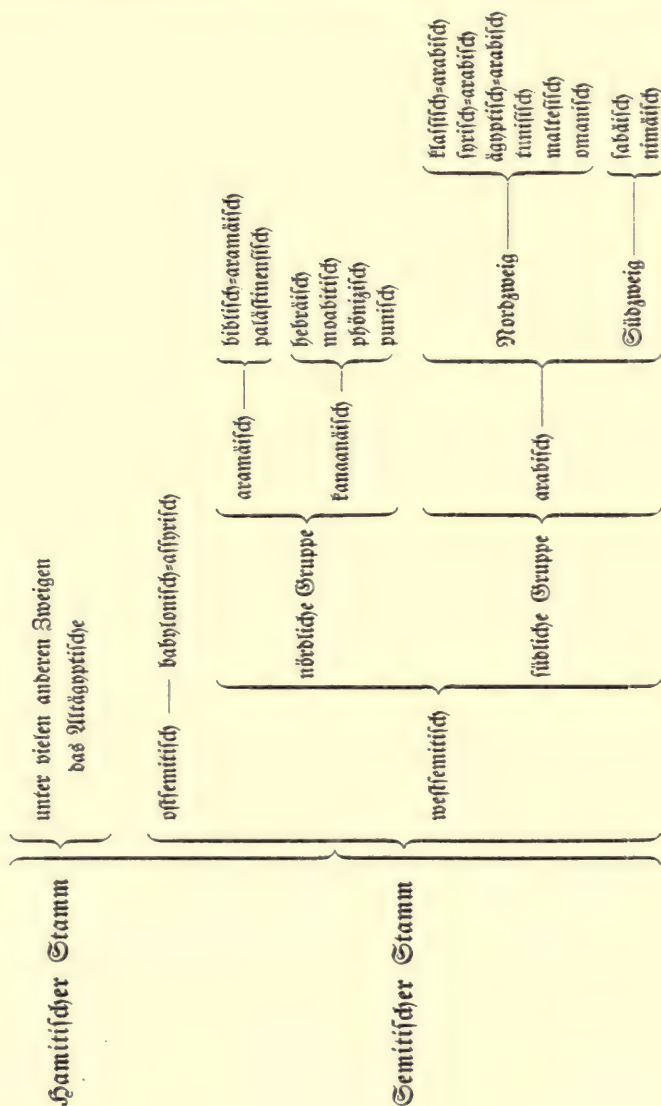 Hamitischer Stamm
unter vielen anderen Zweigen
das Altägyptische
Semitischer Stamm
ostsemitisch — babylonisch-assyrisch
westsemitisch
nördliche Gruppe
aramäisch
biblisch-aramäisch
palästinensisch
kanaanäisch
hebräisch
moabitisch
phönizisch
punisch
südliche Gruppe
arabisch
Nordzweig
klassisch-arabisch
syrisch-arabisch
ägyptisch-arabisch
tunisisch
maltesisch
omanisch
Südzweig
sabäisch
nimäisch